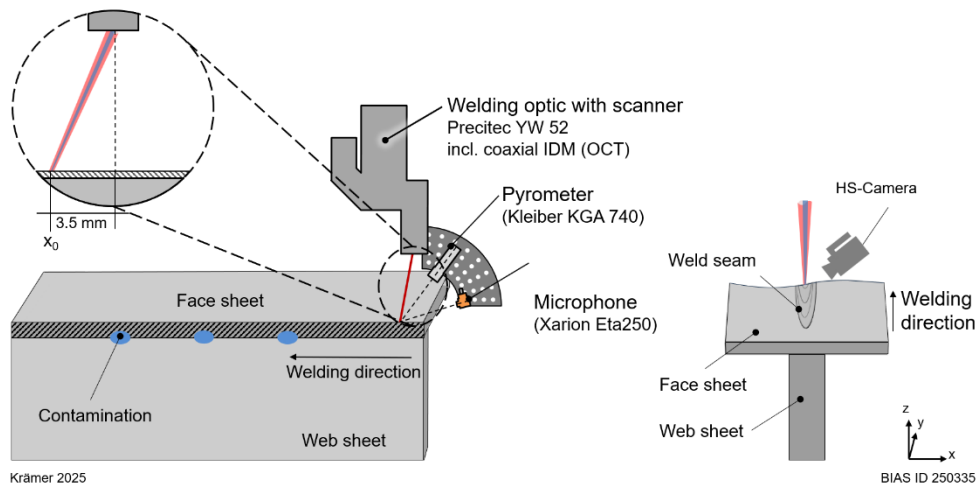 3.5 mm
x0
Welding optic with scanner
Precitec YW 52
incl. coaxial IDM (OCT)
Pyrometer
(Kleiber KGA 740)
Microphone
(Xarion Eta250)
Face sheet
Welding direction
Contamination
Web sheet
Krämer 2025
HS-Camera
Weld seam
Welding
direction
Face sheet
Web sheet
z
y
x
BIAS ID 250335